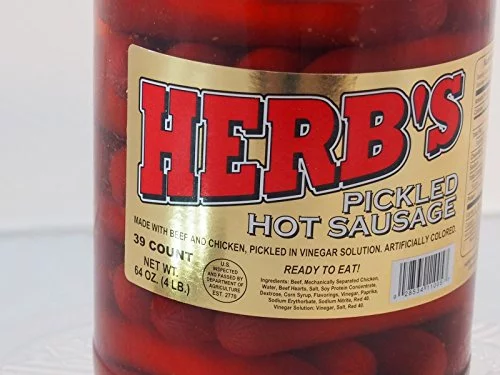 HERB'S
PICKLED
HOT SAUSAGE
MADE WITH BEEF AND CHICKEN, PICKLED IN VINEGAR SOLUTION. ARTIFICIALLY COLORED.
39 COUNT
NET WT.
64 OZ. (4 LB.)
U.S.
INSPECTED
AND PASSED BY
DEPARTMENT OF
AGRICULTURE
EST. 2776
READY TO EAT!
Ingredients: Beef, Mechanically Separated Chicken,
Water, Beef Hearts, Salt, Soy Protein Concentrate,
Dextrose, Corn Syrup, Flavorings, Vinegar, Paprika,
Sodium Erythorbate, Sodium Nitrite, Red 40.
Vinegar Solution: Vinegar, Salt, Red 40.